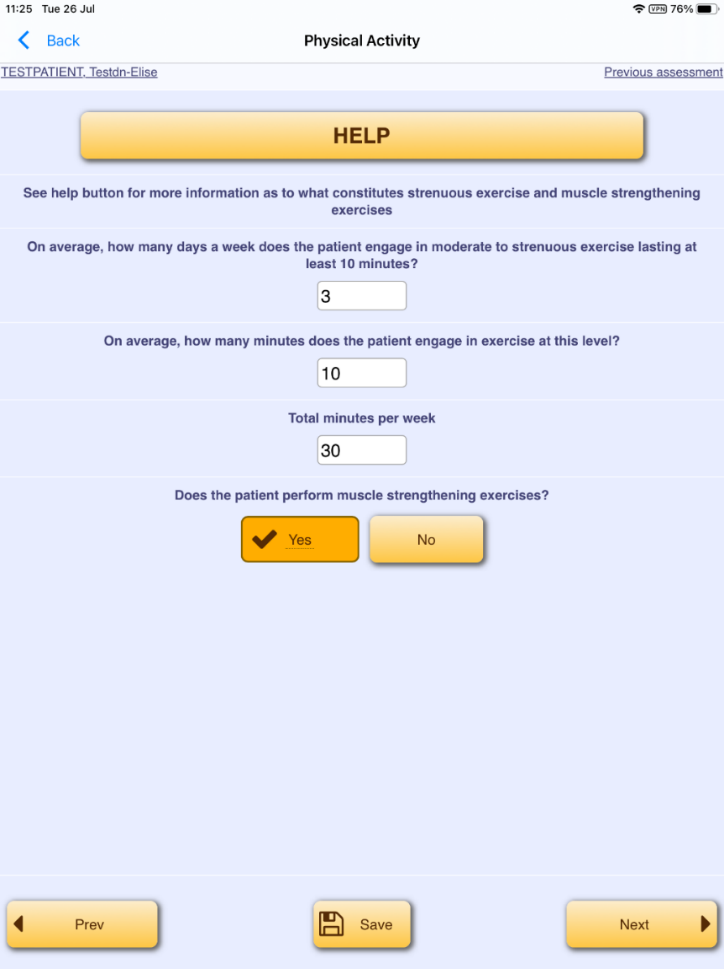 11:25 Tue 26 Jul
VPN 76%
Back
Physical Activity
TESTPATIENT, Testdn-Elise
Previous assessment
HELP
See help button for more information as to what constitutes strenuous exercise and muscle strengthening
exercises
On average, how many days a week does the patient engage in moderate to strenuous exercise lasting at
least 10 minutes?
3
On average, how many minutes does the patient engage in exercise at this level?
10
Total minutes per week
30
Does the patient perform muscle strengthening exercises?
Yes
No
Prev
Save
Next